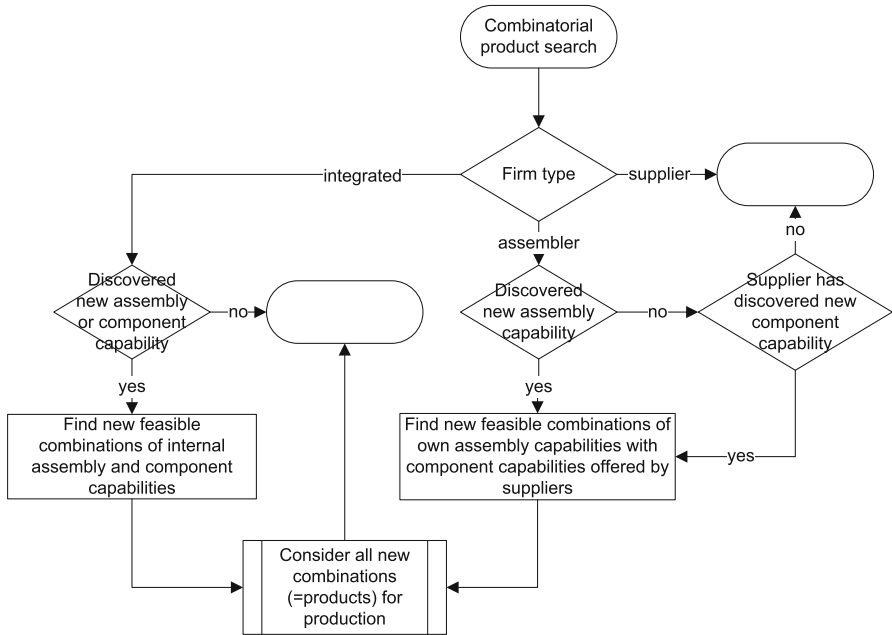 Combinatorial
product search
Firm type
integrated
supplier
assembler
no
Discovered
new assembly
or component
capability
no
Discovered
new assembly
capability
no
Supplier has
discovered new
component
capability
yes
yes
Find new feasible
combinations of internal
assembly and component
capabilities
Find new feasible combinations of
own assembly capabilities with
component capabilities offered by
suppliers
yes
Consider all new
combinations
(=products) for
production